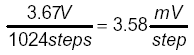 3.67V / 1024steps = 3.58 mV / step